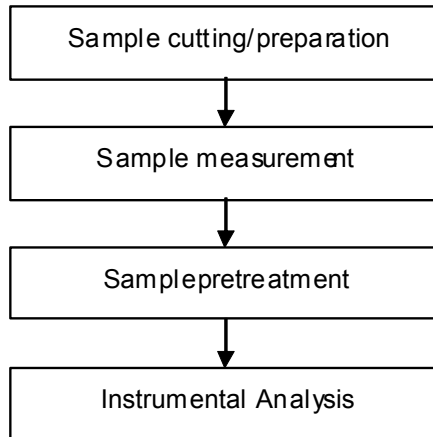 Sample cutting/preparation
Sample measurement
Samplepretreatment
Instrumental Analysis